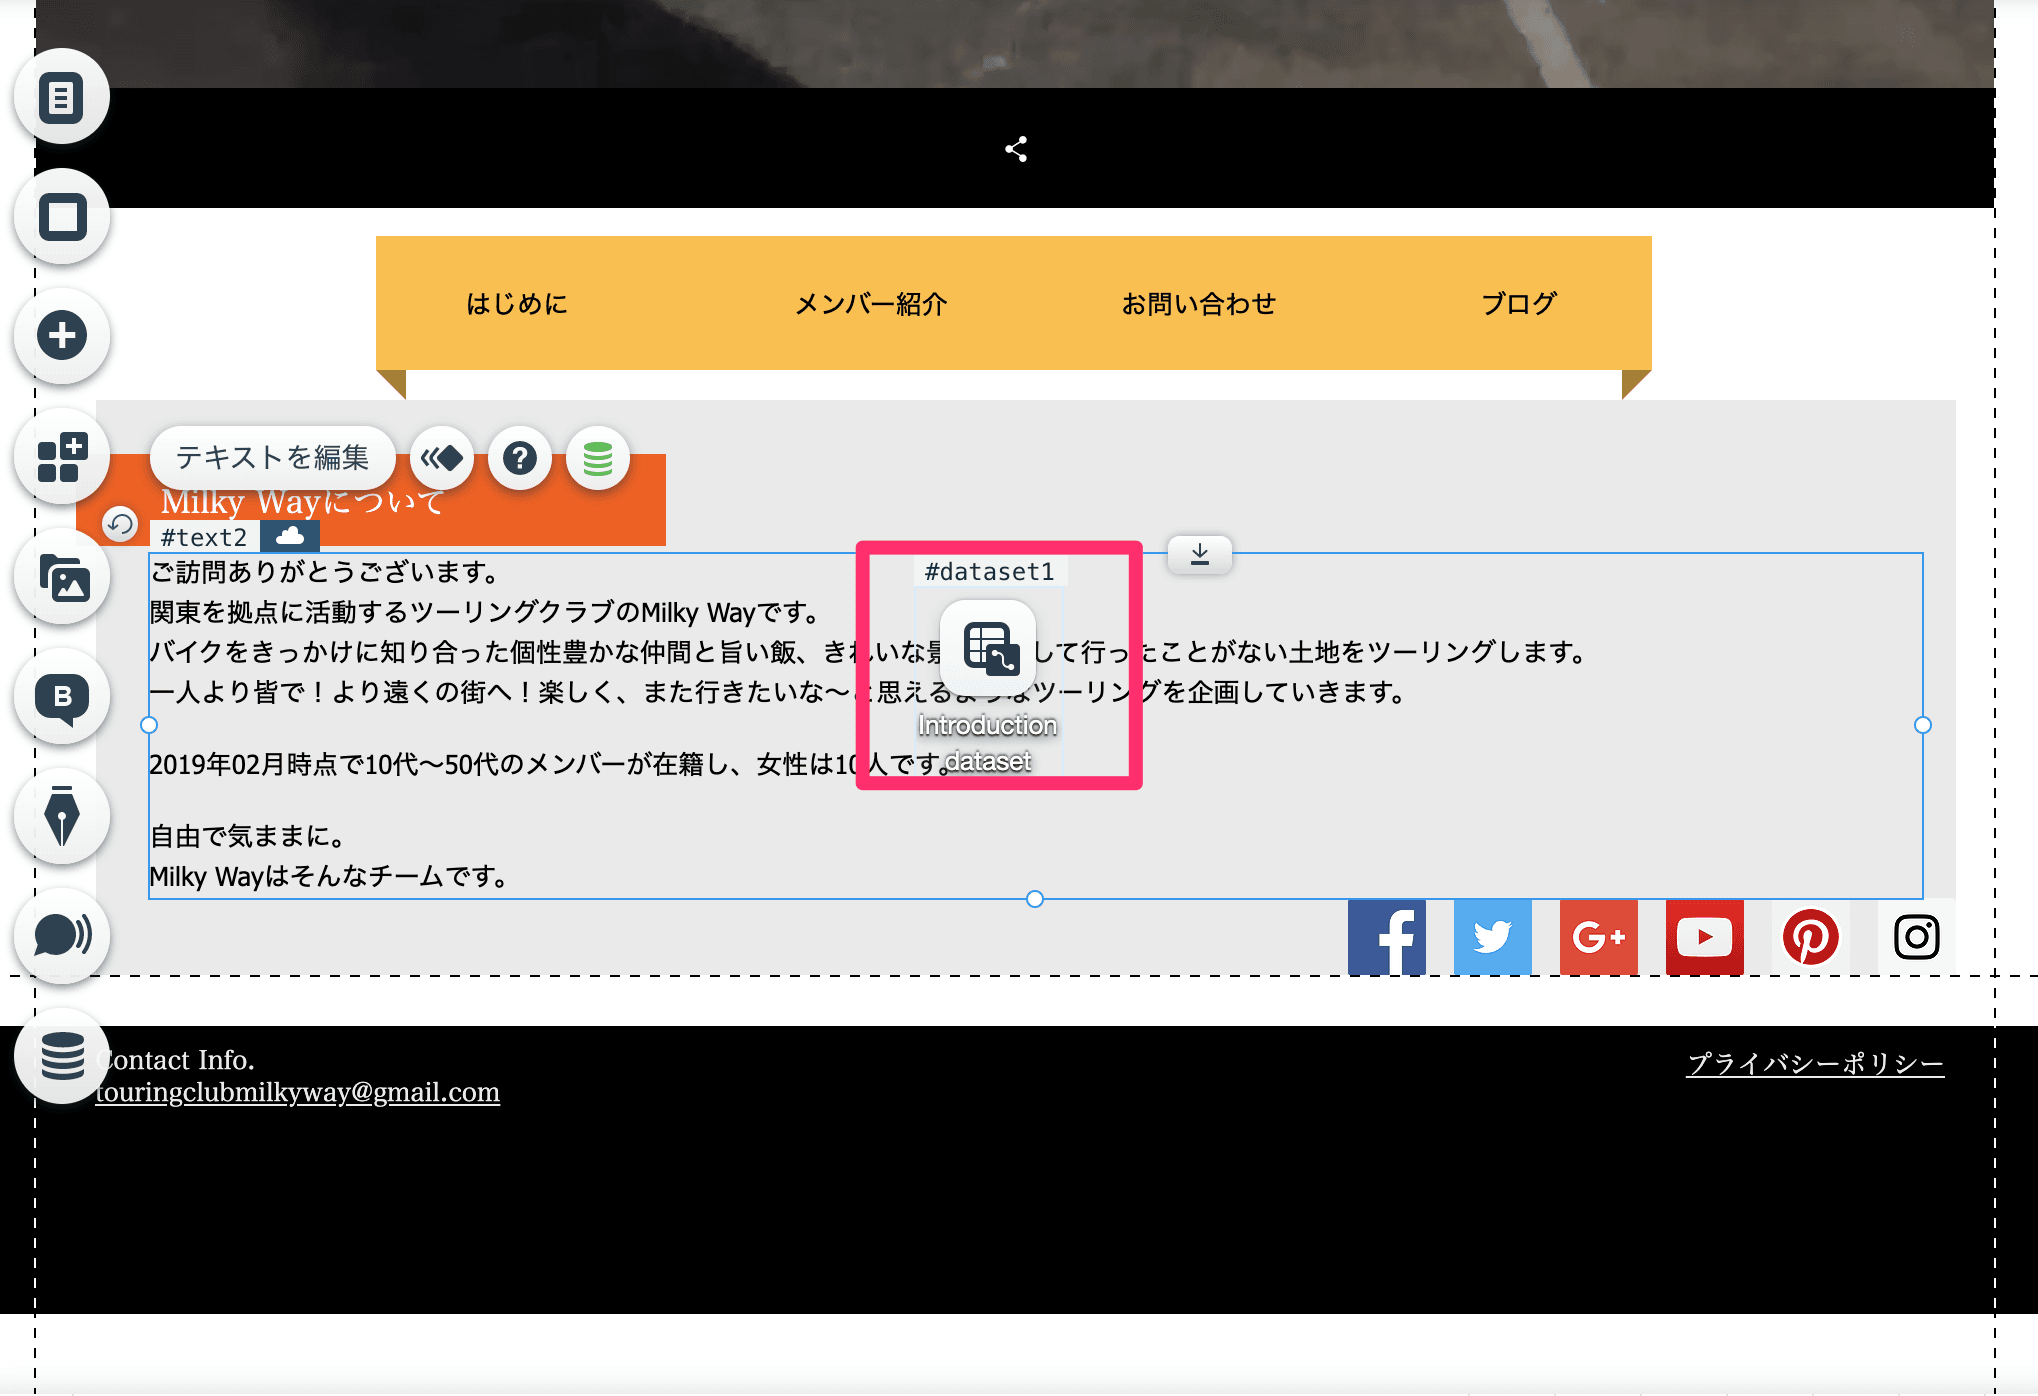 はじめに
メンバー紹介
お問い合わせ
ブログ
テキストを編集
?
Milky Wayについて
#text2
ご訪問ありがとうございます。
#dataset1
関東を拠点に活動するツーリングクラブのMilky Wayです。
バイクをきっかけに知り合った個性豊かな仲間と旨い飯、きれいな景 して行ったことがない土地をツーリングします。
一人より皆で！より遠くの街へ！楽しく、また行きたいな〜と思えるようなツーリングを企画していきます。
Introduction
dataset
2019年02月時点で10代〜50代のメンバーが在籍し、女性は10人です。
自由で気ままに。
Milky Wayはそんなチームです。
B
f
G+
Contact Info.
touringclubmilkyway@gmail.com
プライバシーポリシー